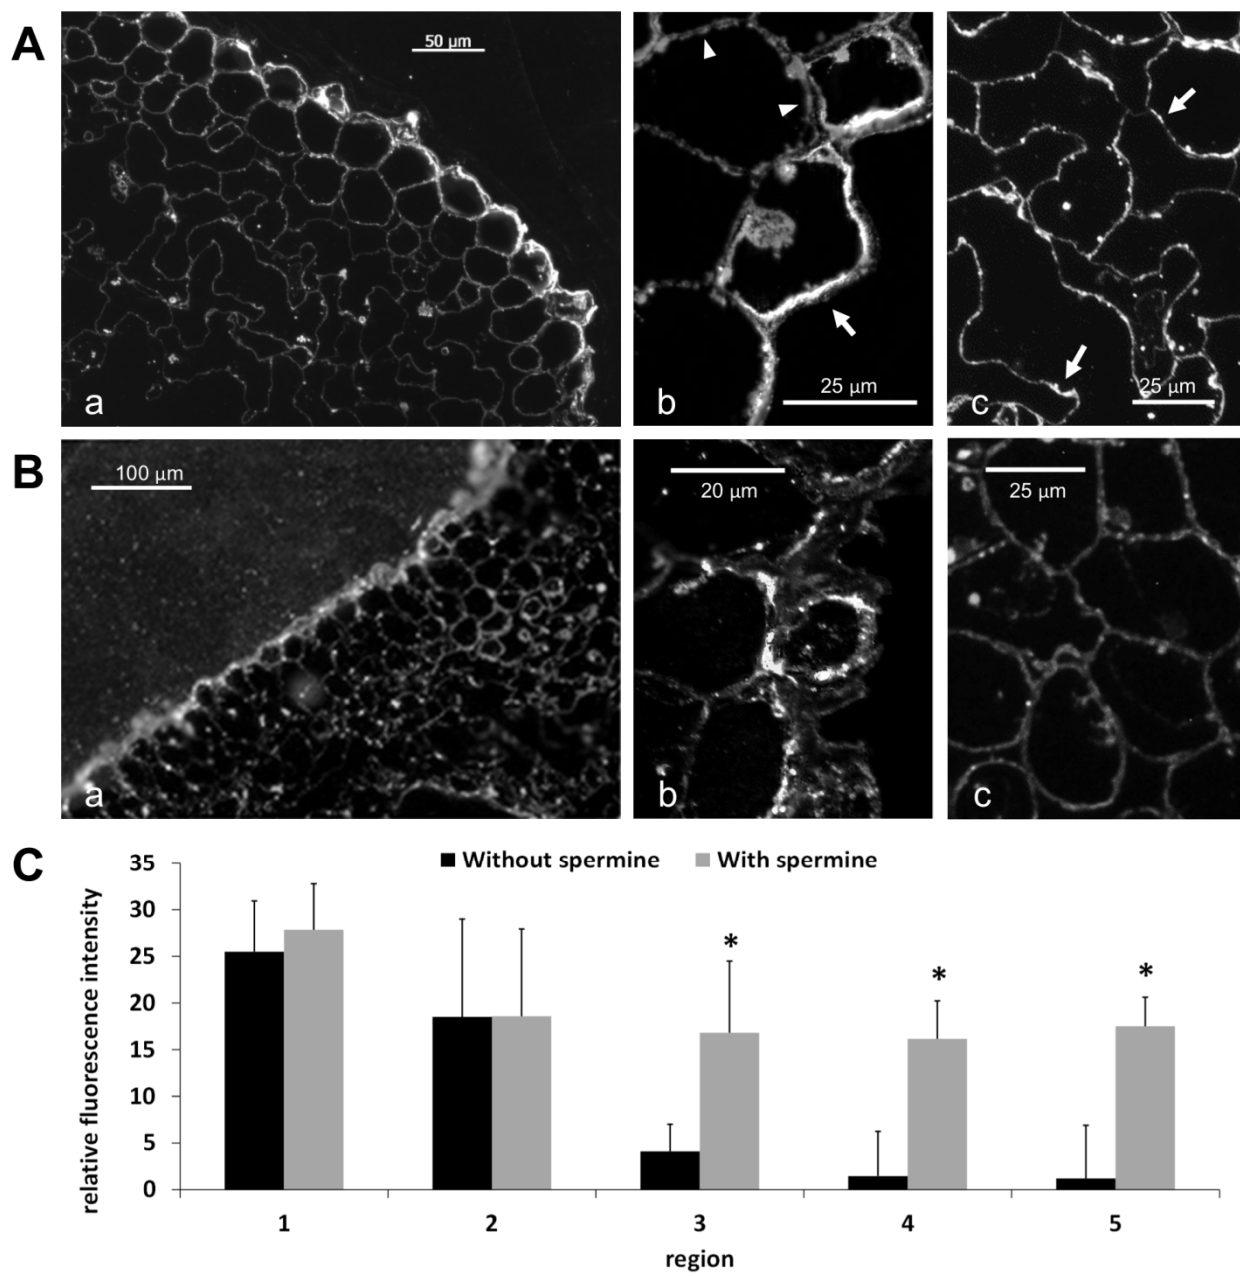 A
50 µm
a
b
25 µm
c
25 µm
B
100 µm
a
20 µm
b
25 µm
c
C
Without spermine
With spermine
relative fluorescence intensity
35
30
25
20
15
10
5
0
*
*
*
1
2
3
4
5
region